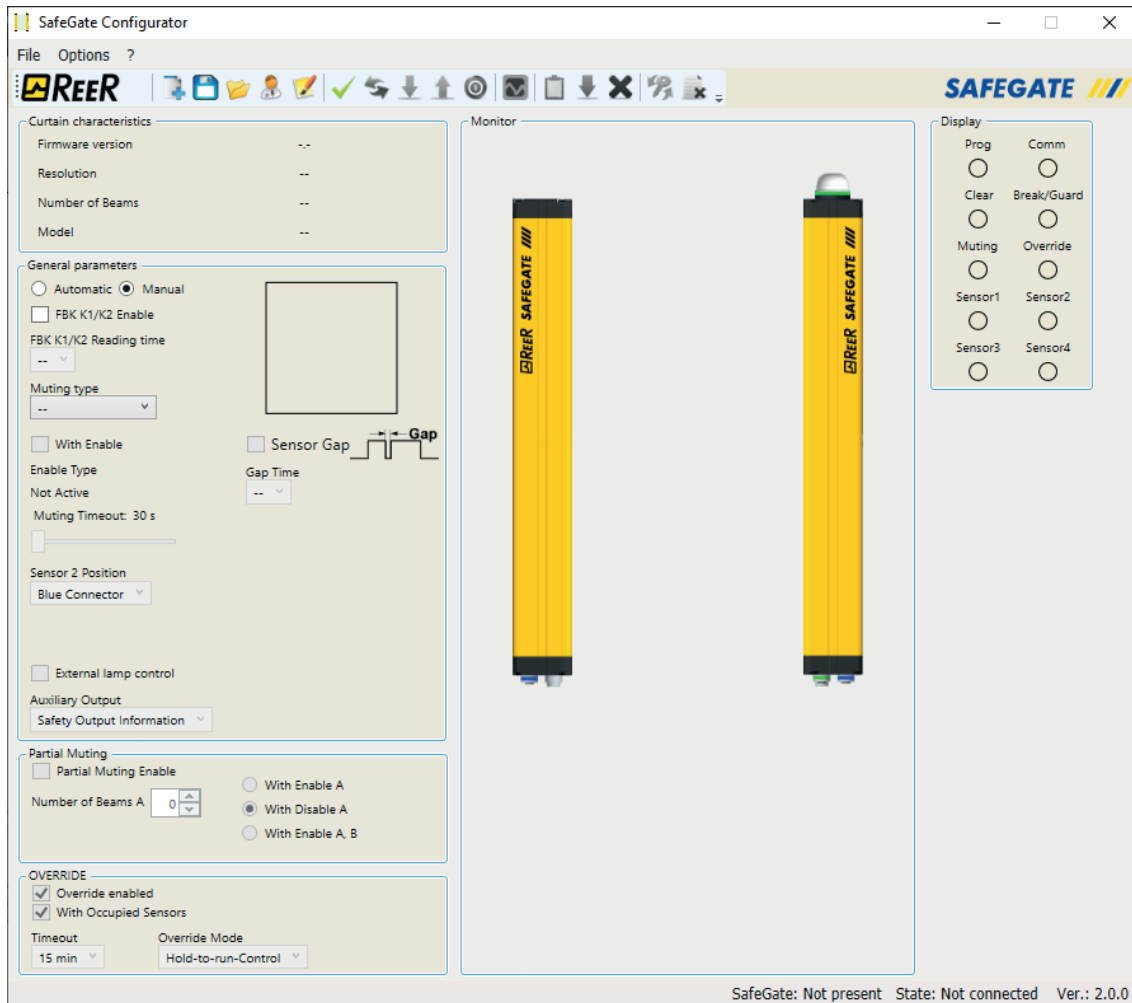 SafeGate Configurator
File Options ?
REER
SAFEGATE
Curtain characteristics
Firmware version -.-
Resolution --
Number of Beams --
Model --
General parameters
Automatic Manual
FBK K1/K2 Enable
FBK K1/K2 Reading time
--
Muting type
--
With Enable
Sensor Gap
Gap
Enable Type
Gap Time
Not Active
--
Muting Timeout: 30 s
Sensor 2 Position
Blue Connector
External lamp control
Auxiliary Output
Safety Output Information
Partial Muting
Partial Muting Enable
Number of Beams A 0
With Enable A
With Disable A
With Enable A, B
OVERRIDE
Override enabled
With Occupied Sensors
Timeout Override Mode
15 min Hold-to-run-Control
Monitor
REER SAFEGATE
REER SAFEGATE
Display
Prog Comm
Clear Break/Guard
Muting Override
Sensor1 Sensor2
Sensor3 Sensor4
SafeGate: Not present State: Not connected Ver.: 2.0.0